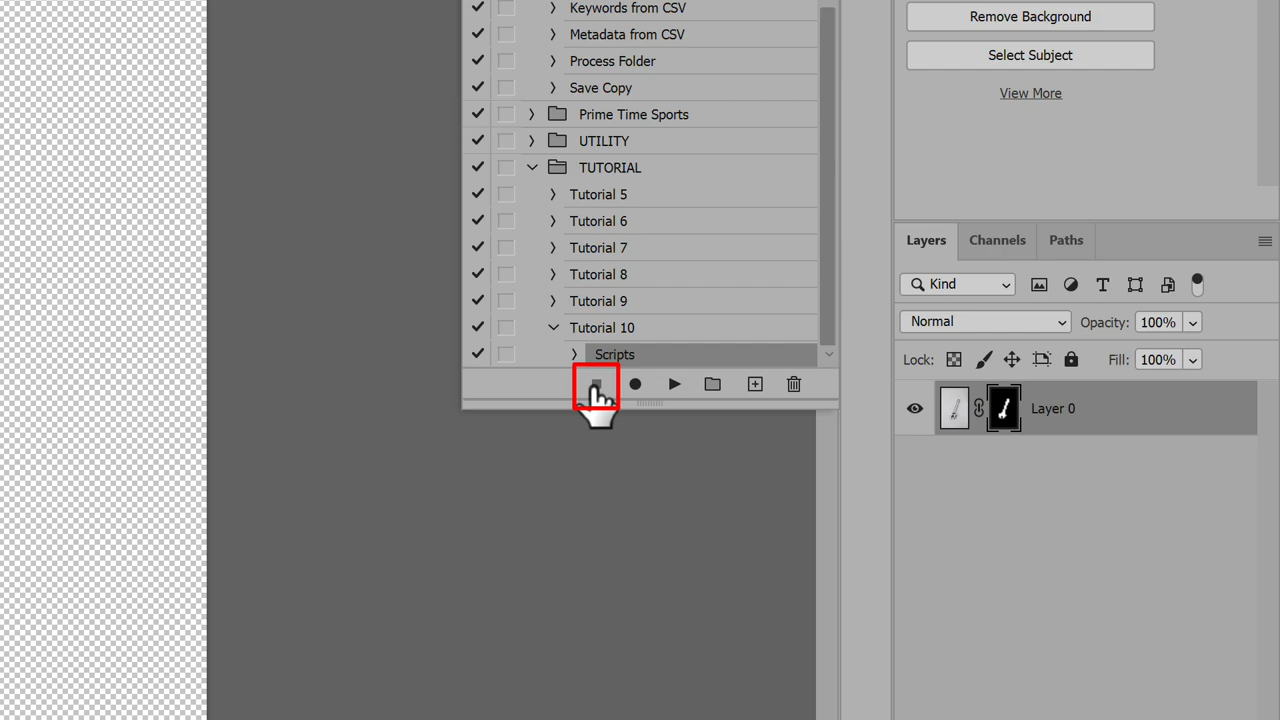 Keywords from CSV
Metadata from CSV
Process Folder
Save Copy
Prime Time Sports
UTILITY
TUTORIAL
Tutorial 5
Tutorial 6
Tutorial 7
Tutorial 8
Tutorial 9
Tutorial 10
Scripts
Remove Background
Select Subject
View More
Layers Channels Paths
Kind
Normal Opacity: 100%
Lock: Fill: 100%
Layer 0